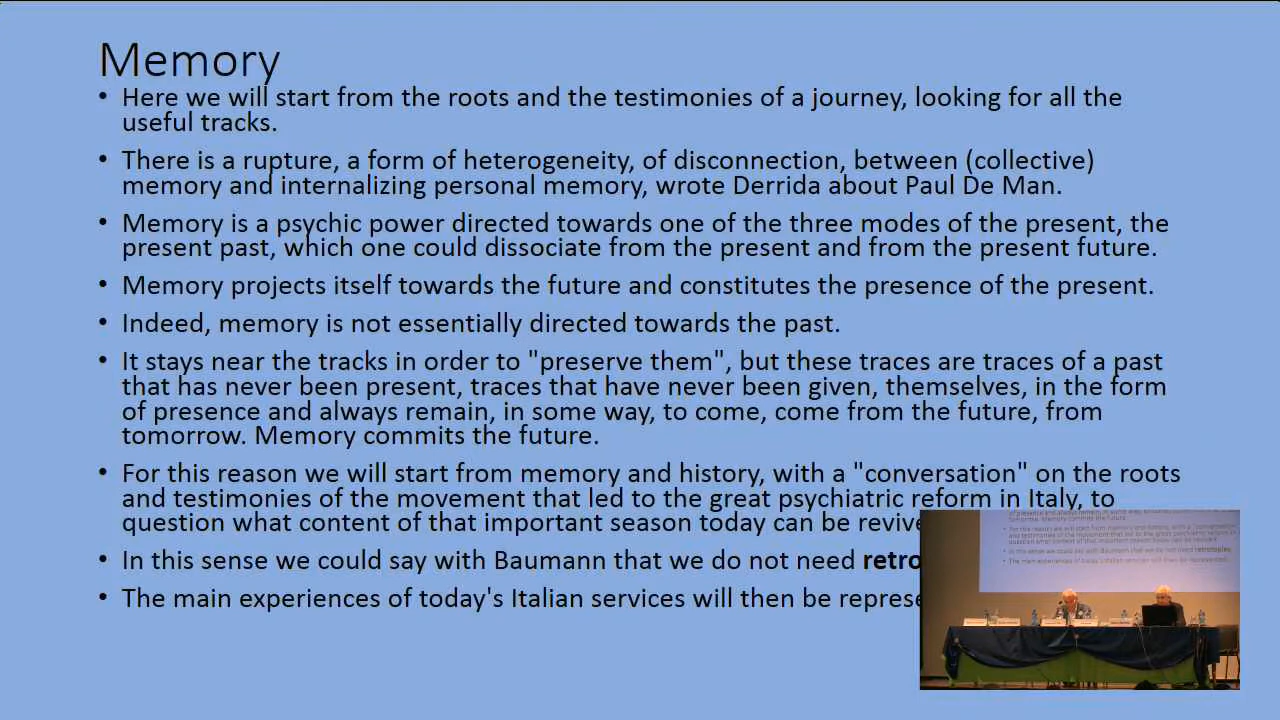 Memory
• Here we will start from the roots and the testimonies of a journey, looking for all the
useful tracks.
• There is a rupture, a form of heterogeneity, of disconnection, between (collective)
memory and internalizing personal memory, wrote Derrida about Paul De Man.
• Memory is a psychic power directed towards one of the three modes of the present, the
present past, which one could dissociate from the present and from the present future.
• Memory projects itself towards the future and constitutes the presence of the present.
• Indeed, memory is not essentially directed towards the past.
• It stays near the tracks in order to "preserve them", but these traces are traces of a past
that has never been present, traces that have never been given, themselves, in the form
of presence and always remain, in some way, to come, come from the future, from
tomorrow. Memory commits the future.
• For this reason we will start from memory and history, with a "conversation" on the roots
and testimonies of the movement that led to the great psychiatric reform in Italy, to
question what content of that important season today can be revive
• In this sense we could say with Baumann that we do not need retro
• The main experiences of today's Italian services will then be represe